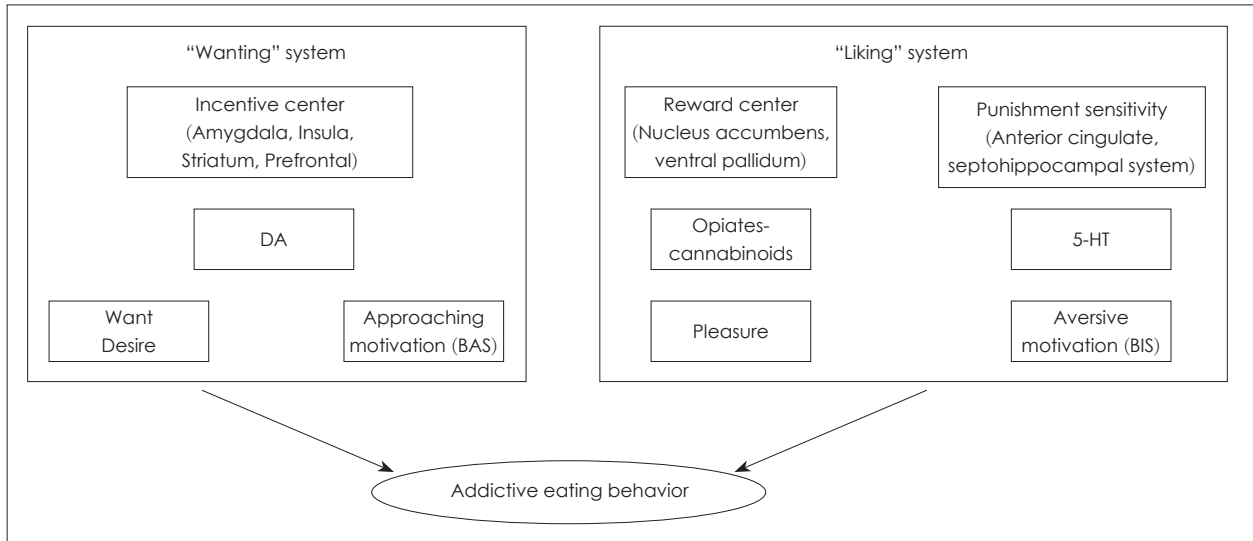 “Wanting” system
Incentive center
(Amygdala, Insula,
Striatum, Prefrontal)
DA
Want
Desire
Approaching
motivation (BAS)
“Liking” system
Reward center
(Nucleus accumbens,
ventral pallidum)
Opiates-
cannabinoids
Pleasure
Punishment sensitivity
(Anterior cingulate,
septohippocampal system)
5-HT
Aversive
motivation (BIS)
Addictive eating behavior